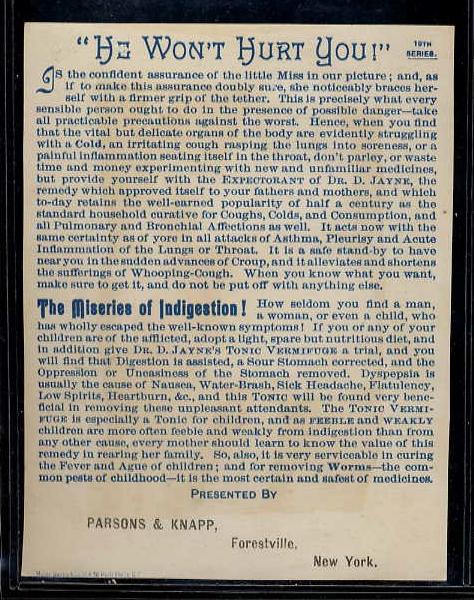 "He Won't Hurt You!"
19TH
SERIES.
Is the confident assurance of the little Miss in our picture; and, as
if to make this assurance doubly sure, she noticeably braces her-
self with a firmer grip of the tether. This is precisely what every
sensible person ought to do in the presence of possible danger—take
all practicable precautions against the worst. Hence, when you find
that the vital but delicate organs of the body are evidently struggling
with a Cold, an irritating cough rasping the lungs into soreness, or a
painful inflammation seating itself in the throat, don't parley, or waste
time and money experimenting with new and unfamiliar medicines,
but provide yourself with the EXPECTORANT OF DR. D. JAYNE, the
remedy which approved itself to your fathers and mothers, and which
to-day retains the well-earned popularity of half a century as the
standard household curative for Coughs, Colds, and Consumption, and
all Pulmonary and Bronchial Affections as well. It acts now with the
same certainty as of yore in all attacks of Asthma, Pleurisy and Acute
Inflammation of the Lungs or Throat. It is a safe stand-by to have
near you in the sudden advances of Croup, and it alleviates and shortens
the sufferings of Whooping-Cough. When you know what you want,
make sure to get it, and do not be put off with anything else.
The Miseries of Indigestion! How seldom you find a man,
a woman, or even a child, who
has wholly escaped the well-known symptoms! If you or any of your
children are of the afflicted, adopt a light, spare but nutritious diet, and
in addition give DR. D. JAYNE'S TONIC VERMIFUGE a trial, and you
will find that Digestion is assisted, a Sour Stomach corrected, and the
Oppression or Uneasiness of the Stomach removed. Dyspepsia is
usually the cause of Nausea, Water-Brash, Sick Headache, Flatulency,
Low Spirits, Heartburn, &c., and this TONIC will be found very bene-
ficial in removing these unpleasant attendants. The TONIC VERMI-
FUGE is especially a Tonic for children, and as FEEBLE and WEAKLY
children are more often feeble and weakly from indigestion than from
any other cause, every mother should learn to know the value of this
remedy in rearing her family. So, also, it is very serviceable in curing
the Fever and Ague of children; and for removing Worms—the com-
mon pests of childhood—it is the most certain and safest of medicines.
PRESENTED BY
PARSONS & KNAPP,
Forestville,
New York.